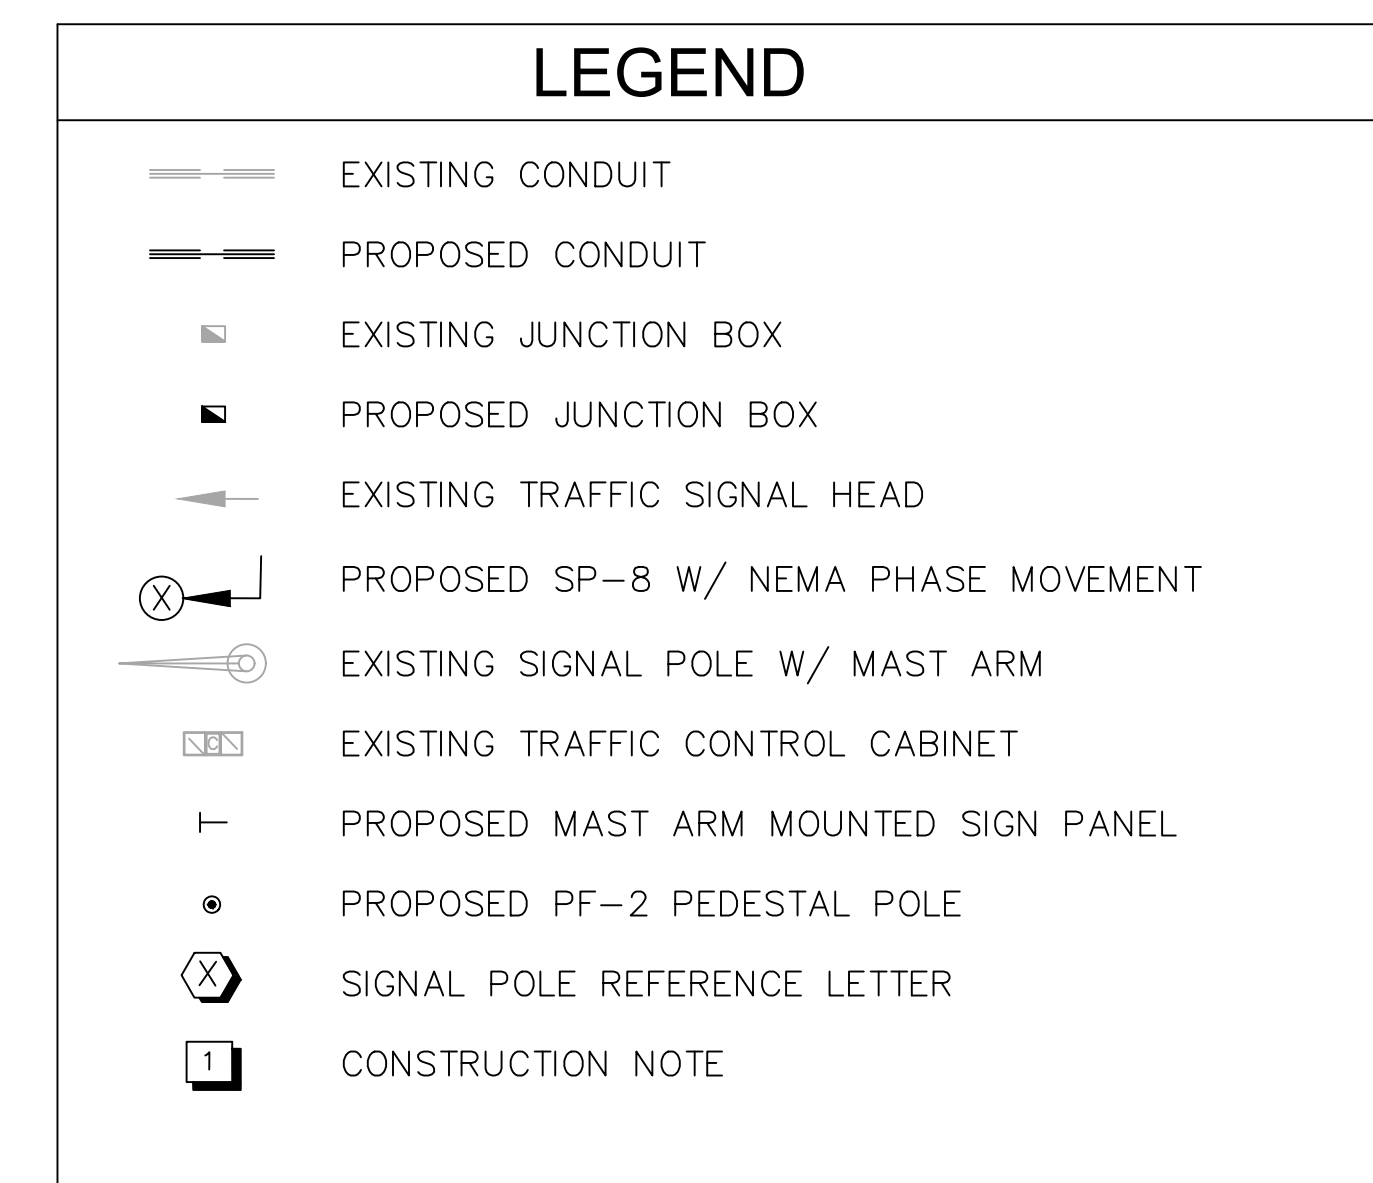 LEGEND
EXISTING CONDUIT
PROPOSED CONDUIT
EXISTING JUNCTION BOX
PROPOSED JUNCTION BOX
EXISTING TRAFFIC SIGNAL HEAD
X PROPOSED SP-8 W/ NEMA PHASE MOVEMENT
EXISTING SIGNAL POLE W/ MAST ARM
C EXISTING TRAFFIC CONTROL CABINET
PROPOSED MAST ARM MOUNTED SIGN PANEL
PROPOSED PF-2 PEDESTAL POLE
X SIGNAL POLE REFERENCE LETTER
1 CONSTRUCTION NOTE